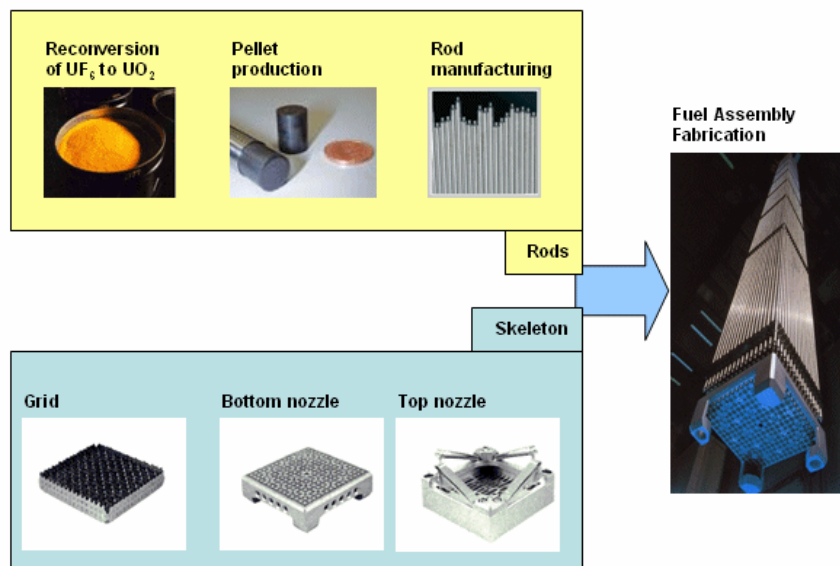 Reconversion
of UF₆ to UO₂
Pellet
production
Rod
manufacturing
Fuel Assembly
Fabrication
Rods
Skeleton
Grid
Bottom nozzle
Top nozzle